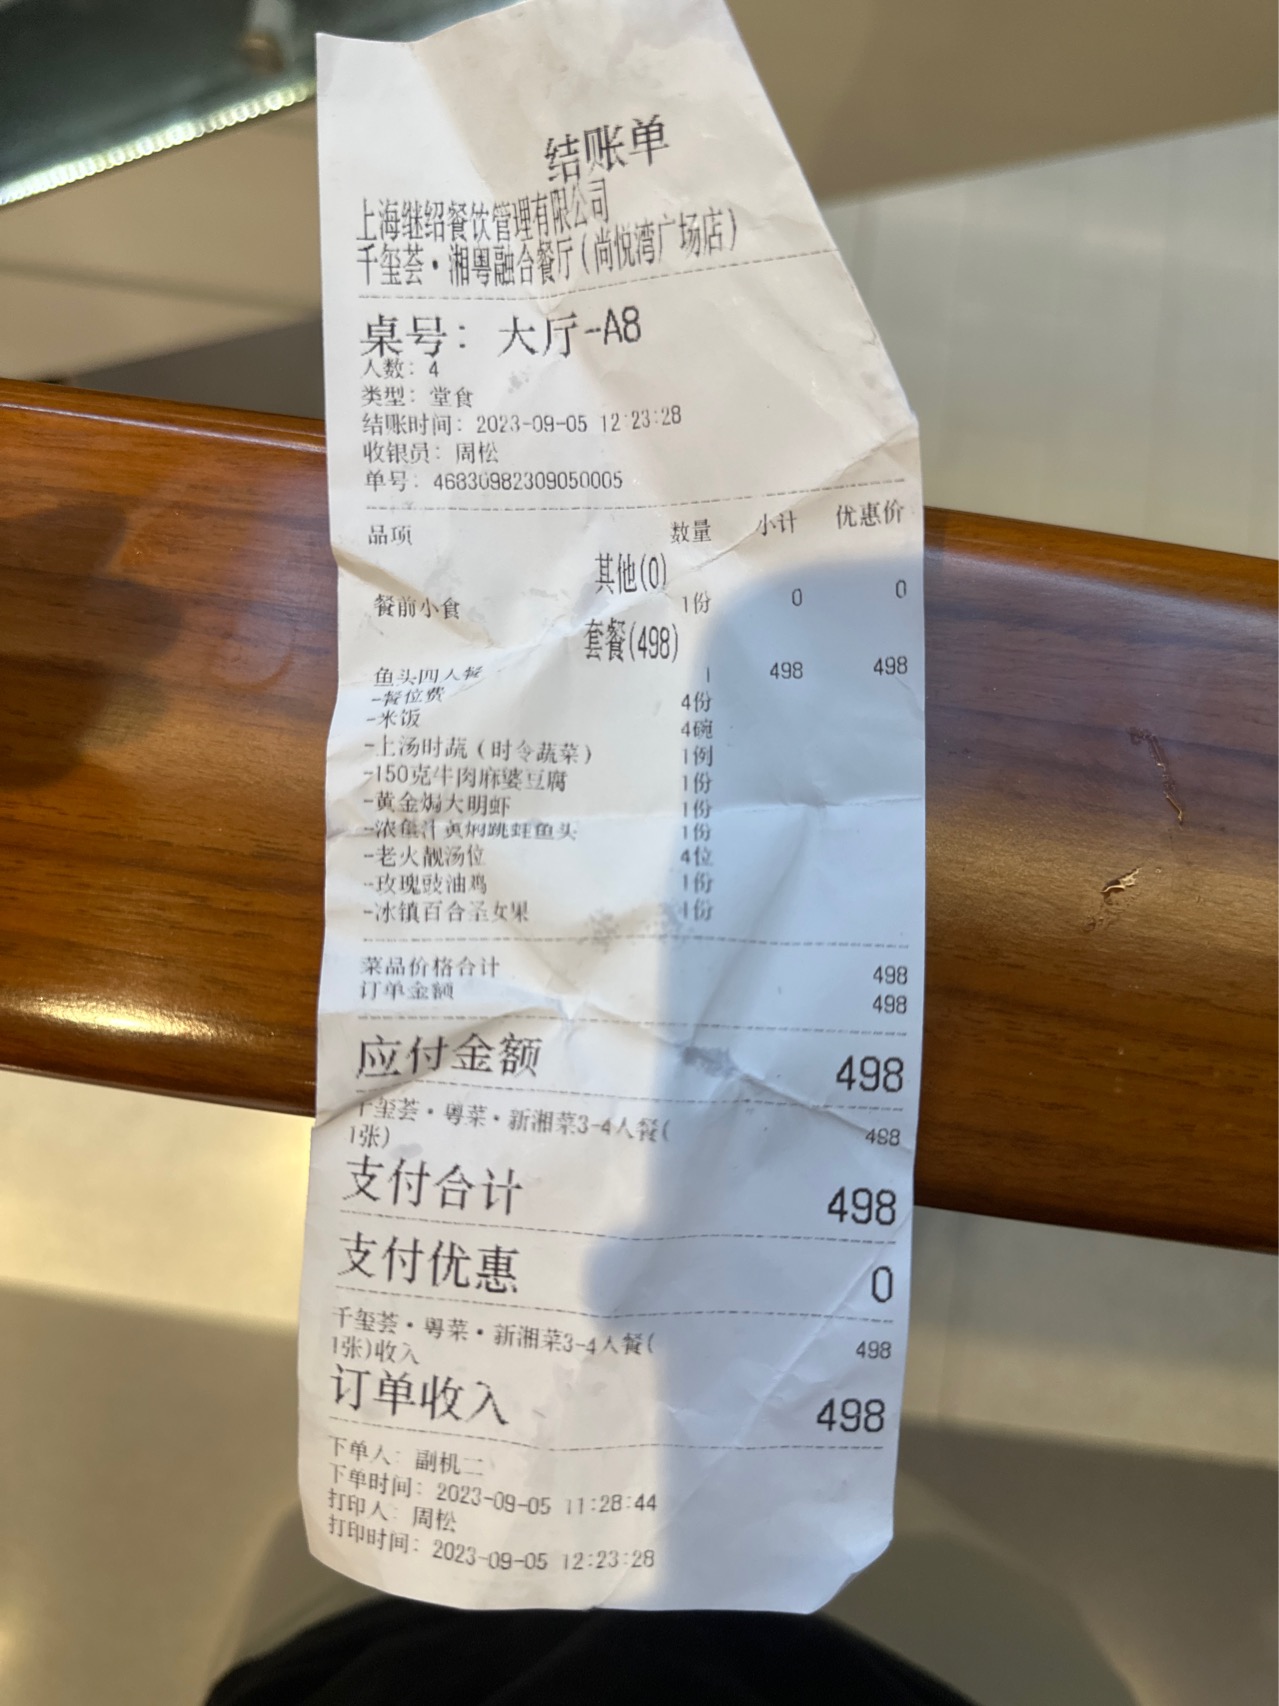 结账单
上海继绍餐饮管理有限公司
千玺荟·湘粤融合餐厅(尚悦湾广场店)
桌号: 大厅-A8
人数: 4
类型: 堂食
结账时间: 2023-09-05 12:23:28
收银员: 周松
单号: 46830982309050005
品项 数量 小计 优惠价
其他(0)
餐前小食 1份 0 0
套餐(498)
鱼头四人餐 1 498 498
-餐位费 4份
-米饭 4碗
-上汤时蔬(时令蔬菜) 1例
-150克牛肉麻婆豆腐 1份
-黄金焗大明虾 1份
-浓鱼汁黄焖跳蛙鱼头 1份
-老火靓汤位 4位
-玫瑰豉油鸡 1份
-冰镇百合圣女果 1份
菜品价格合计 498
订单金额 498
应付金额 498
千玺荟·粤菜·新湘菜3-4人餐( 498
1张)
支付合计 498
支付优惠 0
千玺荟·粤菜·新湘菜3-4人餐( 498
1张)收入
订单收入 498
下单人: 副机二
下单时间: 2023-09-05 11:28:44
打印人: 周松
打印时间: 2023-09-05 12:23:28